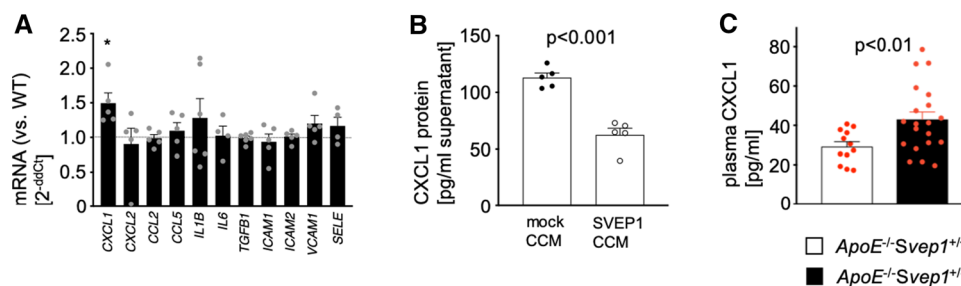 A
mRNA (vs. WT)
[2-ddCt]
2.5
2.0
1.5
1.0
0.5
0.0
*
CXCL1
CXCL2
CCL2
CCL5
IL1B
IL6
TGFB1
ICAM1
ICAM2
VCAM1
SELE
B
CXCL1 protein
[pg/ml supernatant]
150
100
50
0
p<0.001
mock
CCM
SVEP1
CCM
C
plasma CXCL1
[pg/ml]
80
60
40
20
0
p<0.01
ApoE-/-Svep1+/
ApoE-/-Svep1+/